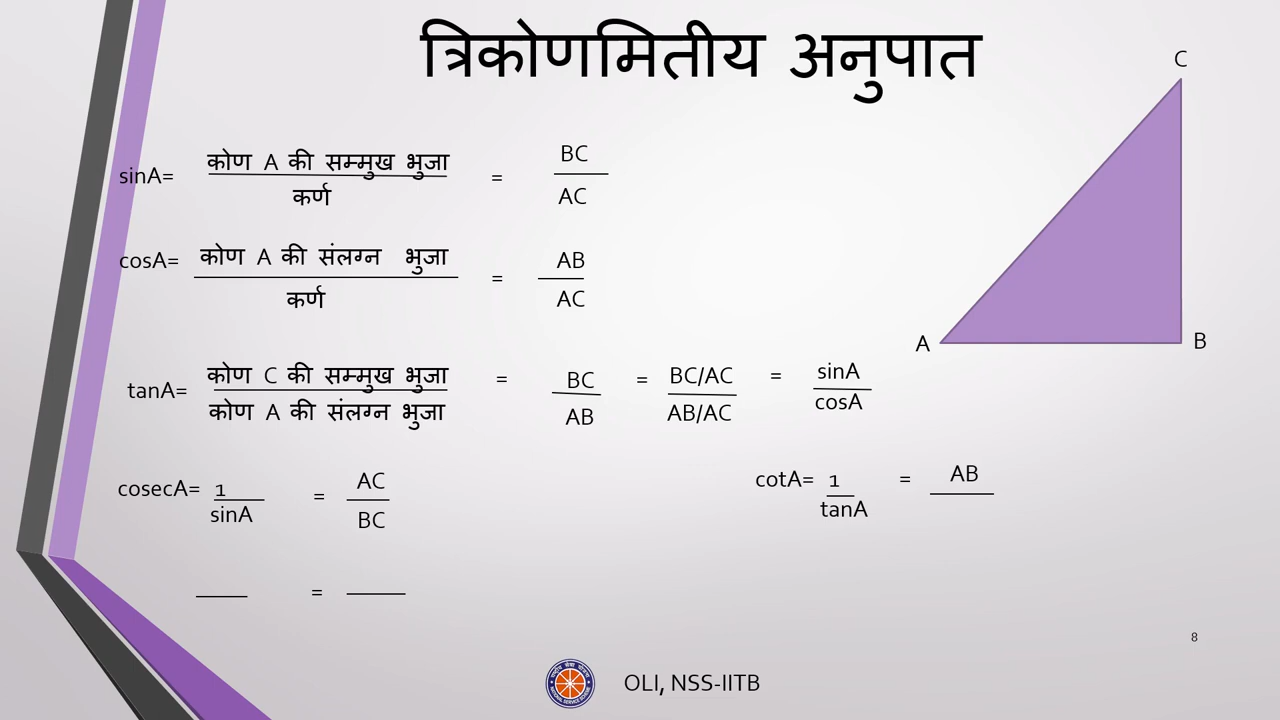 त्रिकोणमितीय अनुपात
C
sinA= कोण A की सम्मुख भुजा = BC
कर्ण AC
cosA= कोण A की संलग्न भुजा = AB
कर्ण AC
A B
tanA= कोण C की सम्मुख भुजा = BC = BC/AC = sinA
कोण A की संलग्न भुजा AB AB/AC cosA
cosecA= 1 = AC
sinA BC
cotA= 1 = AB
tanA
=
8
OLI, NSS-IITB